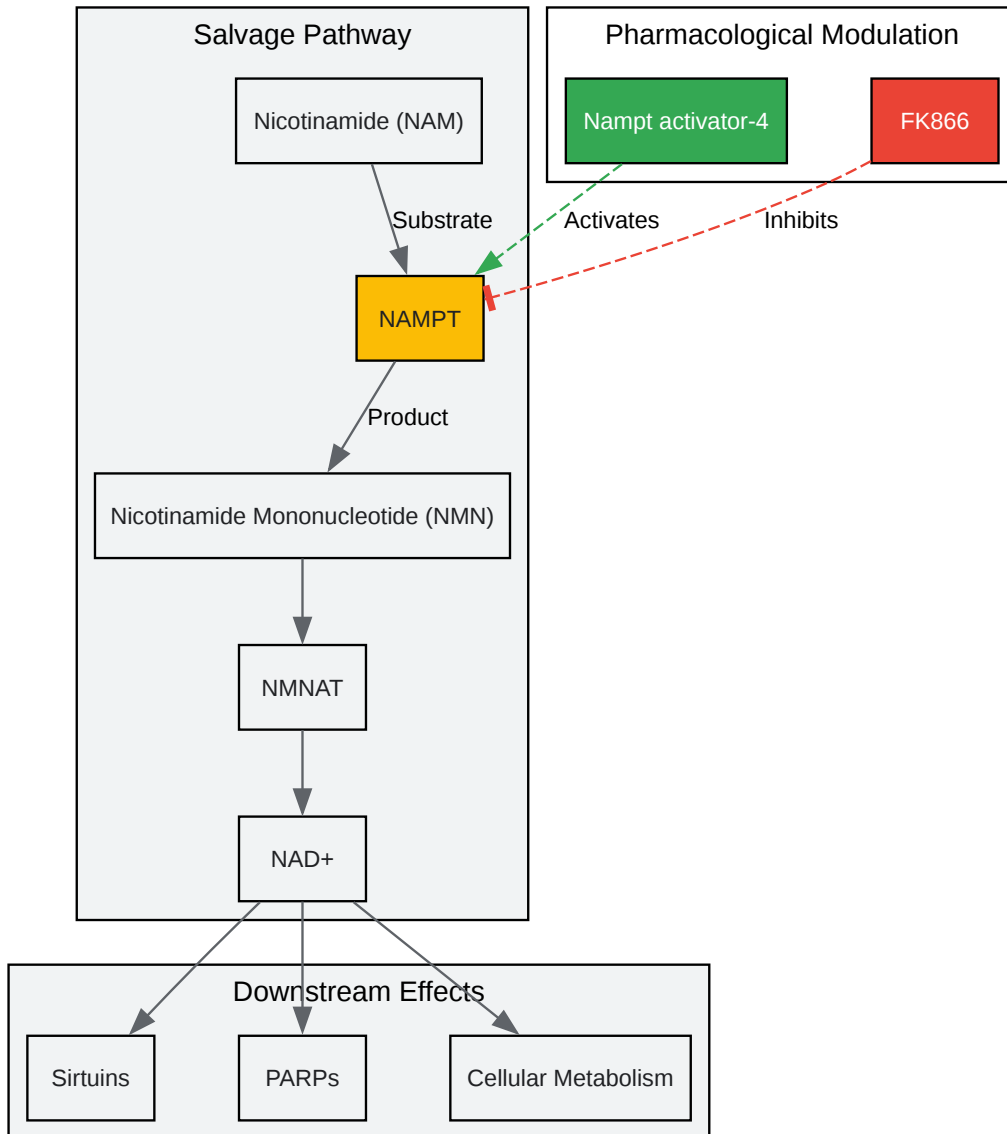 Salvage Pathway
Pharmacological Modulation
Nicotinamide (NAM)
Nampt activator-4
FK866
Substrate
Activates
Inhibits
NAMPT
Product
Nicotinamide Mononucleotide (NMN)
NMNAT
NAD+
Downstream Effects
Sirtuins
PARPs
Cellular Metabolism